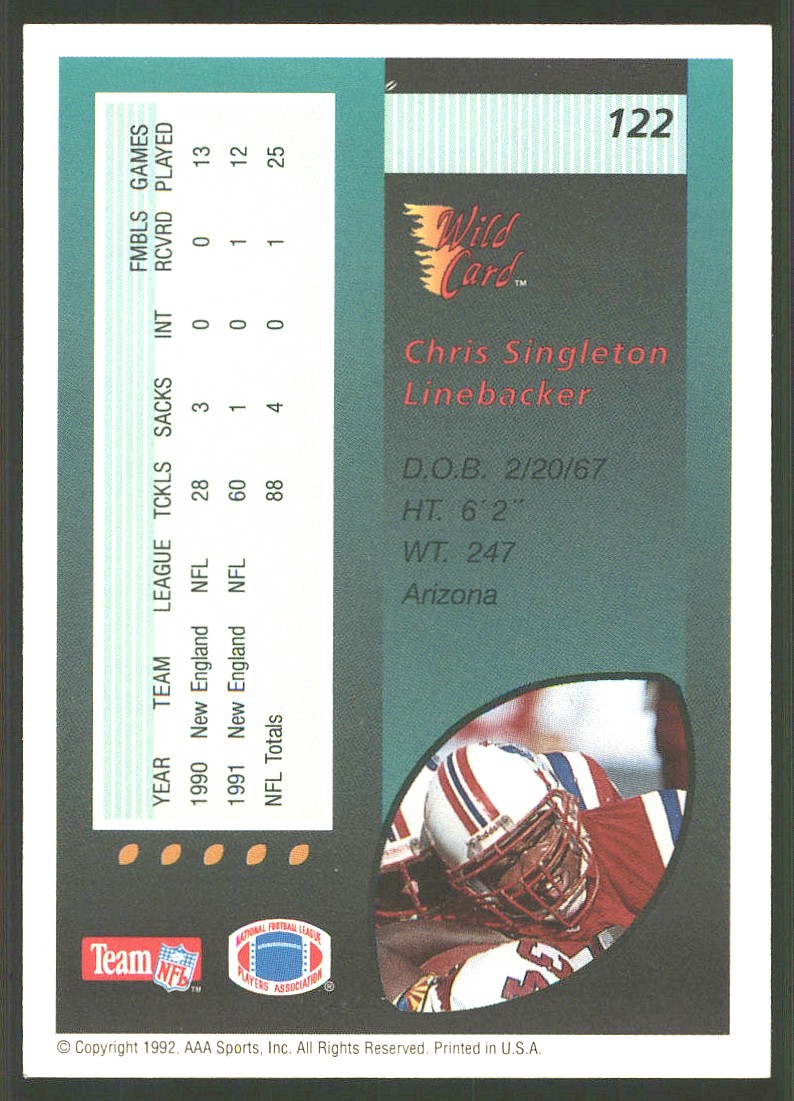 122
Wild
Card™
Chris Singleton
Linebacker
D.O.B. 2/20/67
HT. 6´2˝
WT. 247
Arizona
FMBLS GAMES
YEAR TEAM LEAGUE TCKLS SACKS INT RCVRD PLAYED
1990 New England NFL 28 3 0 0 13
1991 New England NFL 60 1 0 1 12
NFL Totals 88 4 0 1 25
Team NFL™
NATIONAL FOOTBALL LEAGUE
PLAYERS ASSOCIATION®
© Copyright 1992, AAA Sports, Inc. All Rights Reserved. Printed in U.S.A.